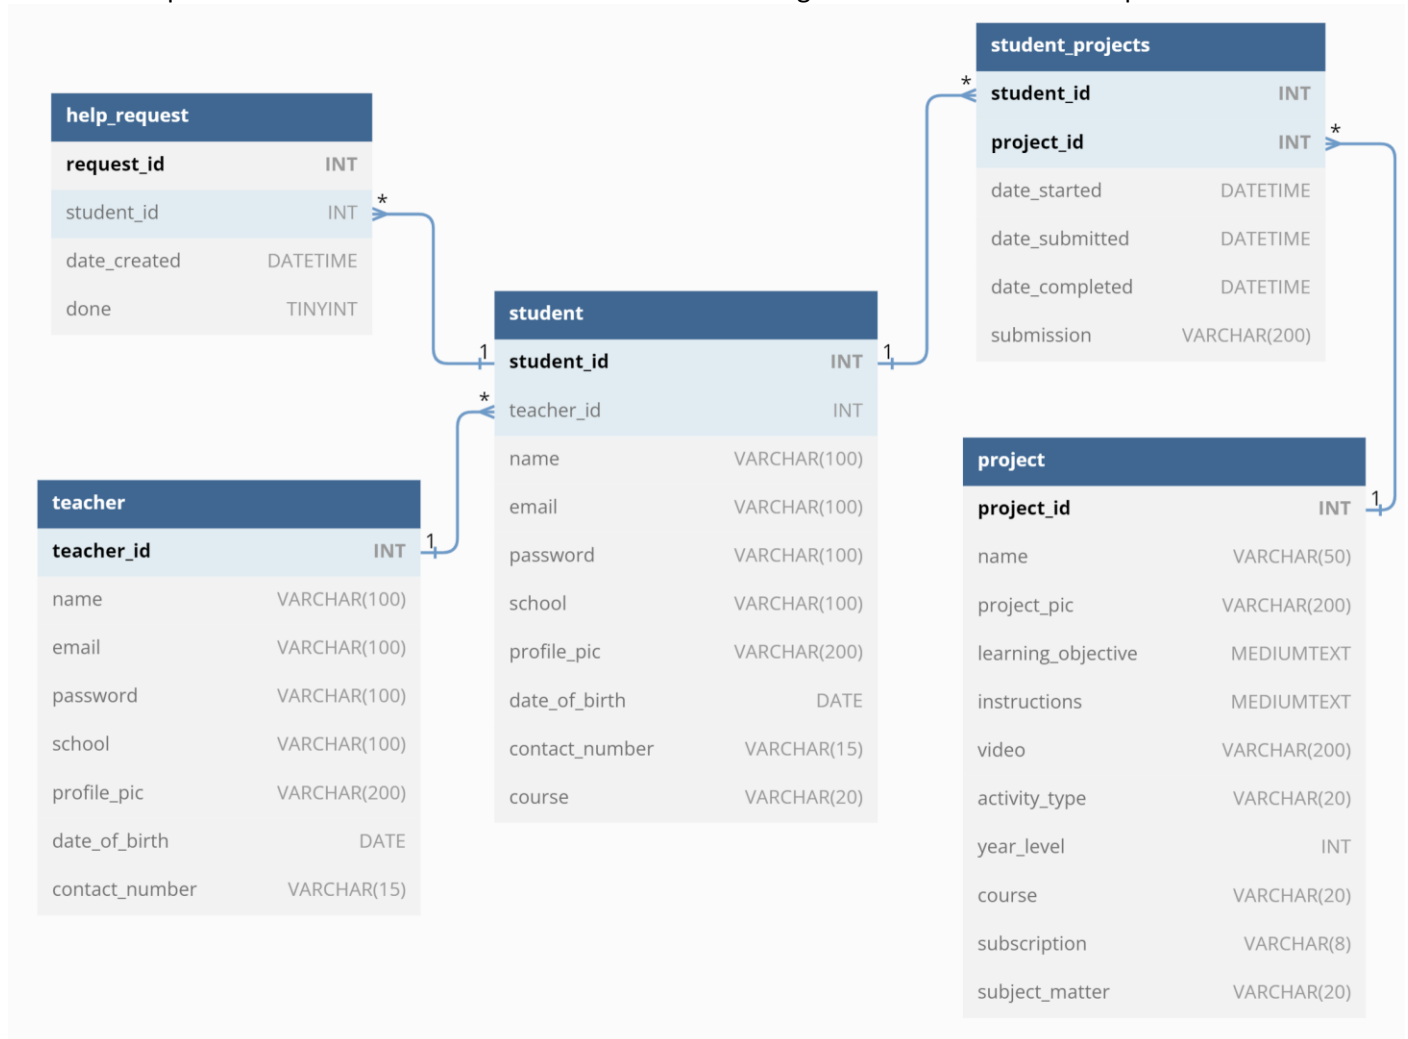 help_request
request_id INT
student_id INT
date_created DATETIME
done TINYINT
*
1
teacher
teacher_id INT
name VARCHAR(100)
email VARCHAR(100)
password VARCHAR(100)
school VARCHAR(100)
profile_pic VARCHAR(200)
date_of_birth DATE
contact_number VARCHAR(15)
1
*
student
student_id INT
teacher_id INT
name VARCHAR(100)
email VARCHAR(100)
password VARCHAR(100)
school VARCHAR(100)
profile_pic VARCHAR(200)
date_of_birth DATE
contact_number VARCHAR(15)
course VARCHAR(20)
1
*
student_projects
student_id INT
project_id INT
date_started DATETIME
date_submitted DATETIME
date_completed DATETIME
submission VARCHAR(200)
*
1
project
project_id INT
name VARCHAR(50)
project_pic VARCHAR(200)
learning_objective MEDIUMTEXT
instructions MEDIUMTEXT
video VARCHAR(200)
activity_type VARCHAR(20)
year_level INT
course VARCHAR(20)
subscription VARCHAR(8)
subject_matter VARCHAR(20)